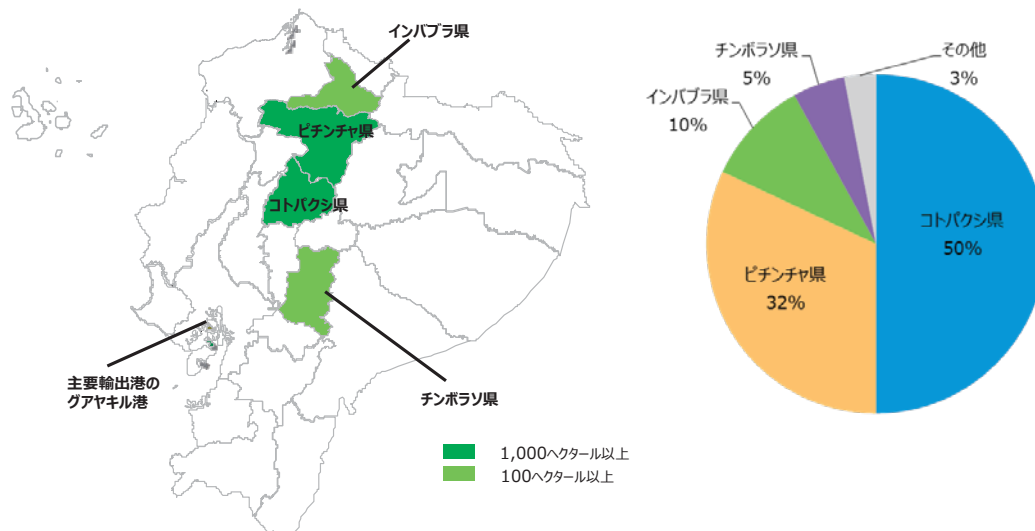 インバブラ県
ピチンチャ県
コトパクシ県
主要輸出港の
グアヤキル港
チンボラソ県
1,000ヘクタール以上
100ヘクタール以上
チンボラソ県
5%
その他
3%
インバブラ県
10%
コトパクシ県
50%
ピチンチャ県
32%